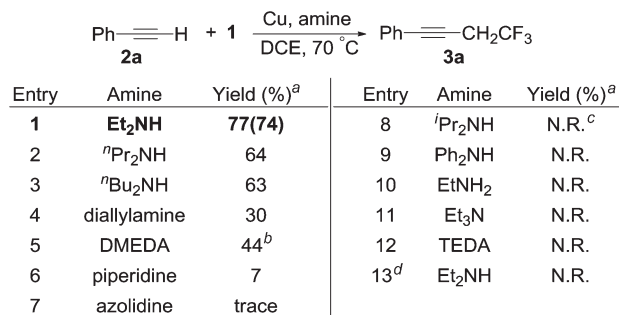 Ph H + 1 Cu, amine Ph CH₂CF₃
DCE, 70 °C
2a 3a
Entry Amine Yield (%)ᵃ Entry Amine Yield (%)ᵃ
1 Et₂NH 77(74) 8 ⁱPr₂NH N.R.ᶜ
2 ⁿPr₂NH 64 9 Ph₂NH N.R.
3 ⁿBu₂NH 63 10 EtNH₂ N.R.
4 diallylamine 30 11 Et₃N N.R.
5 DMEDA 44ᵇ 12 TEDA N.R.
6 piperidine 7 13ᵈ Et₂NH N.R.
7 azolidine trace